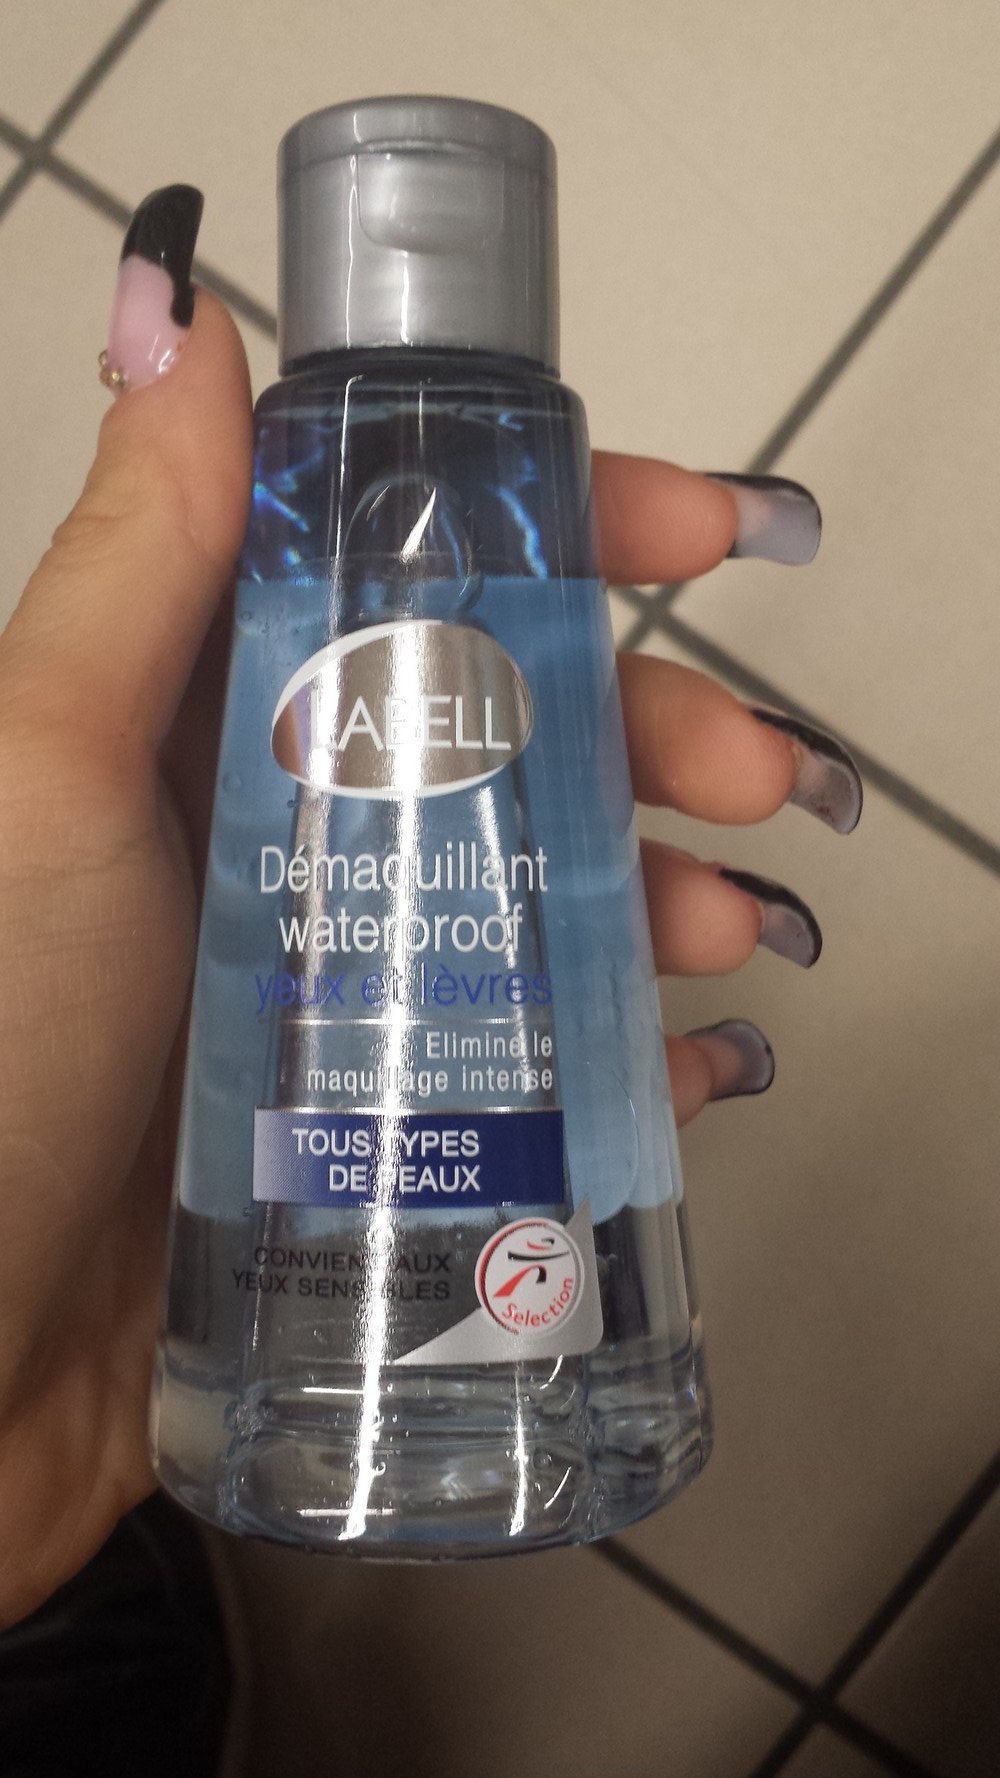 LABELL
Démaquillant
waterproof
yeux et lèvres
Elimine le
maquillage intense
TOUS TYPES
DE PEAUX
CONVIENT AUX
YEUX SENSIBLES
Selection